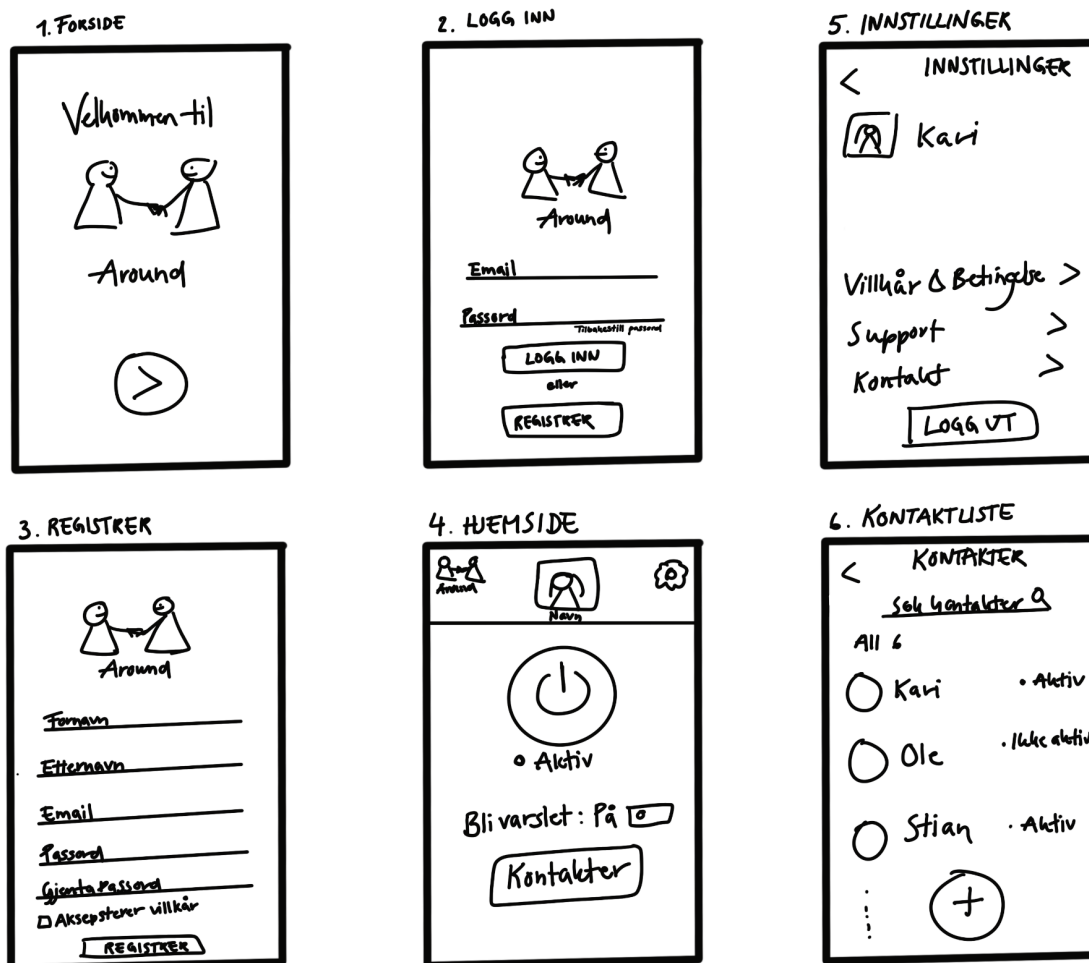 1. FORSIDE
Velkommen til
Around
>
2. LOGG INN
Around
Email
Passord
Tilbakestill passord
LOGG INN
eller
REGISTRER
5. INNSTILLINGER
< INNSTILLINGER
Kari
Villkår & Betingelse >
Support >
Kontakt >
LOGG UT
3. REGISTRER
Around
Fornavn
Etternavn
Email
Passord
Gjenta Passord
Aksepsterer villkår
REGISTRER
4. HJEMSIDE
Around
Navn
Aktiv
Bli varslet: På
Kontakter
6. KONTAKTLISTE
< KONTAKTER
Søk kontakter
All 6
Kari • Aktiv
Ole • Ikke aktiv
Stian • Aktiv
+